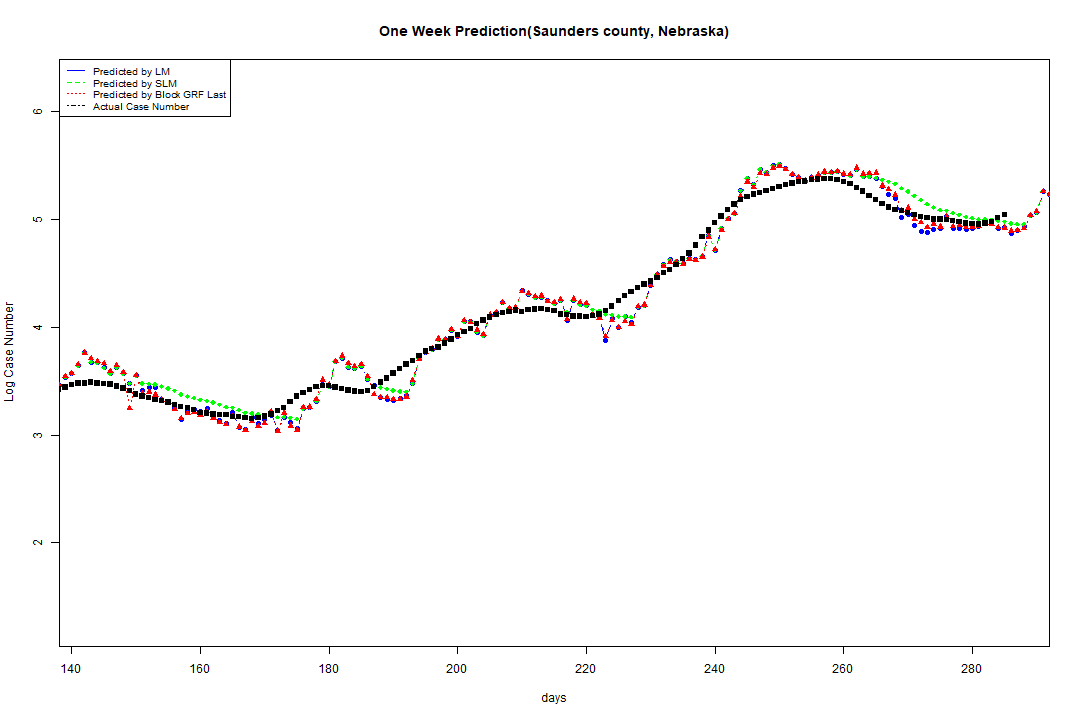 One Week Prediction(Saunders county, Nebraska)
Predicted by LM
Predicted by SLM
Predicted by Block GRF Last
Actual Case Number
6
5
4
3
2
Log Case Number
140 160 180 200 220 240 260 280
days